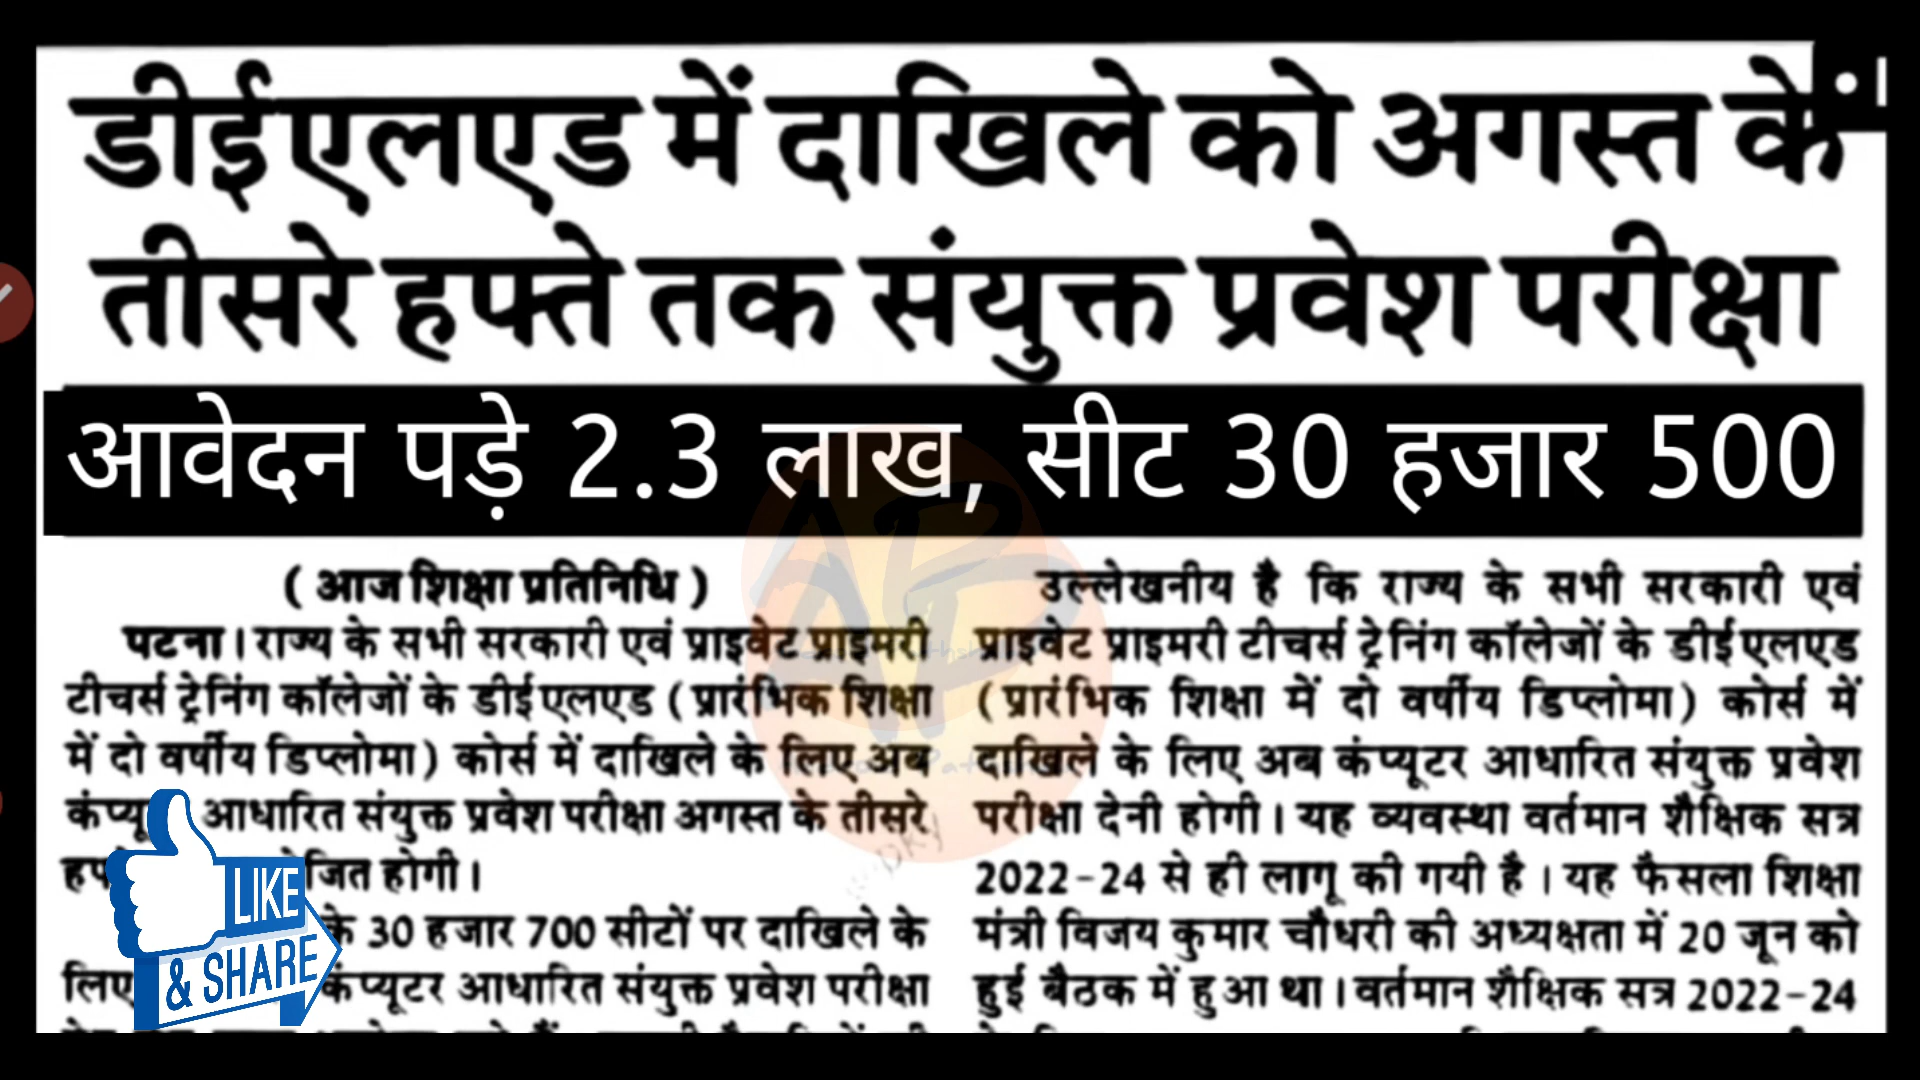 डीईएलएड में दाखिले को अगस्त के
तीसरे हफ्ते तक संयुक्त प्रवेश परीक्षा
आवेदन पड़े 2.3 लाख, सीट 30 हजार 500
( आज शिक्षा प्रतिनिधि )
पटना । राज्य के सभी सरकारी एवं प्राइवेट प्राइमरी
टीचर्स ट्रेनिंग कॉलेजों के डीईएलएड ( प्रारंभिक शिक्षा
में दो वर्षीय डिप्लोमा ) कोर्स में दाखिले के लिए अब
आधारित संयुक्त प्रवेश परीक्षा अगस्त के तीसरे
होगी ।
के 30 हजार 700 सीटों पर दाखिले के
लिए कंप्यूटर आधारित संयुक्त प्रवेश परीक्षा
उल्लेखनीय है कि राज्य के सभी सरकारी एवं
प्राइवेट प्राइमरी टीचर्स ट्रेनिंग कॉलेजों के डीईएलएड
( प्रारंभिक शिक्षा में दो वर्षीय डिप्लोमा ) कोर्स में
दाखिले के लिए अब कंप्यूटर आधारित संयुक्त प्रवेश
परीक्षा देनी होगी । यह व्यवस्था वर्तमान शैक्षिक सत्र
2022-24 से ही लागू की गयी है । यह फैसला शिक्षा
मंत्री विजय कुमार चौधरी की अध्यक्षता में 20 जून को
हुई बैठक में हुआ था । वर्तमान शैक्षिक सत्र 2022-24
LIKE
& SHARE